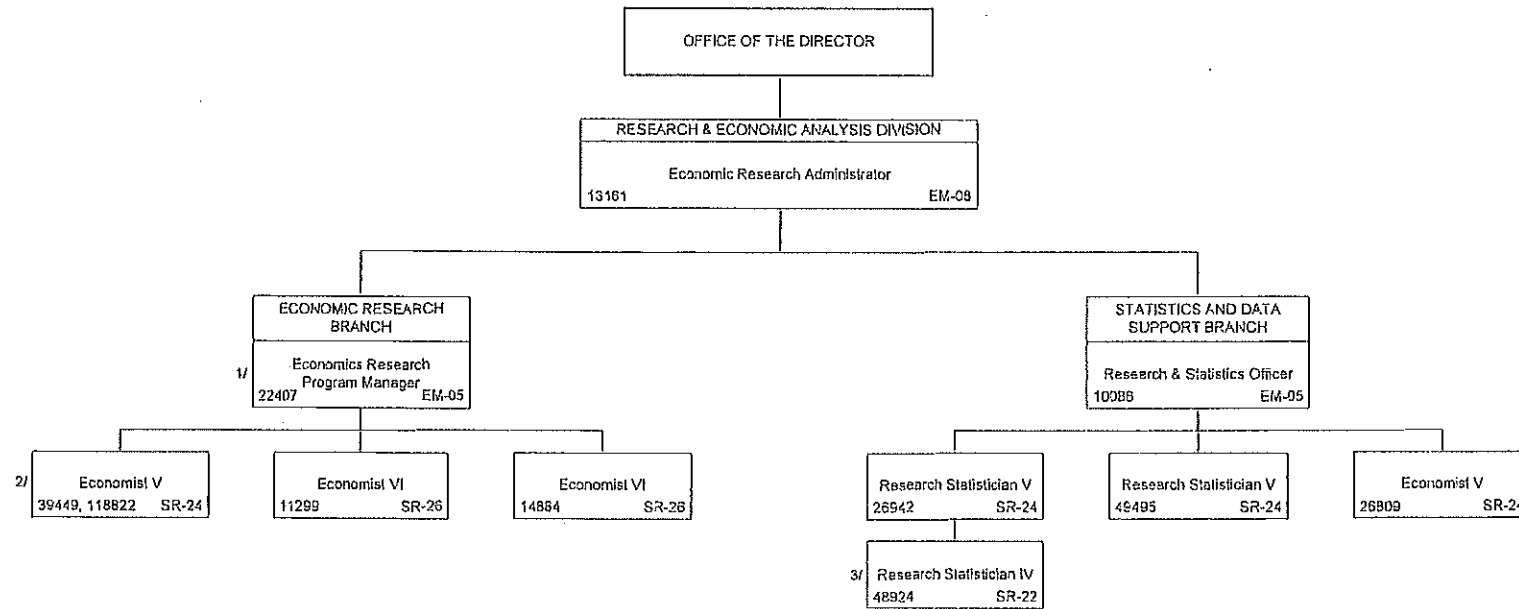 OFFICE OF THE DIRECTOR
RESEARCH & ECONOMIC ANALYSIS DIVISION
Economic Research Administrator
13161 EM-08
ECONOMIC RESEARCH
BRANCH
1/ Economics Research
Program Manager
22407 EM-05
STATISTICS AND DATA
SUPPORT BRANCH
Research & Statistics Officer
10086 EM-05
2/ Economist V
39449, 118822 SR-24
Economist VI
11299 SR-26
Economist VI
14884 SR-26
Research Statistician V
26942 SR-24
Research Statistician V
49495 SR-24
Economist V
26809 SR-24
3/ Research Statistician IV
48924 SR-22